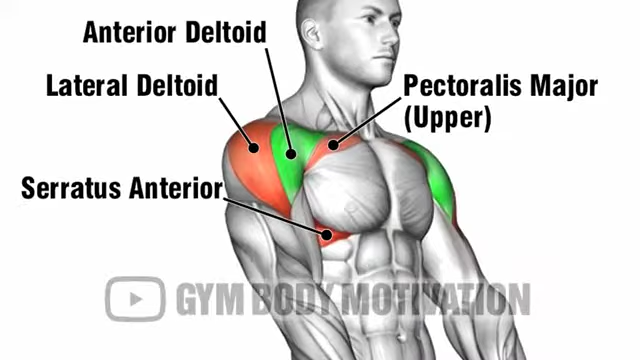 Anterior Deltoid
Lateral Deltoid
Pectoralis Major
(Upper)
Serratus Anterior
GYM BODY MOTIVATION